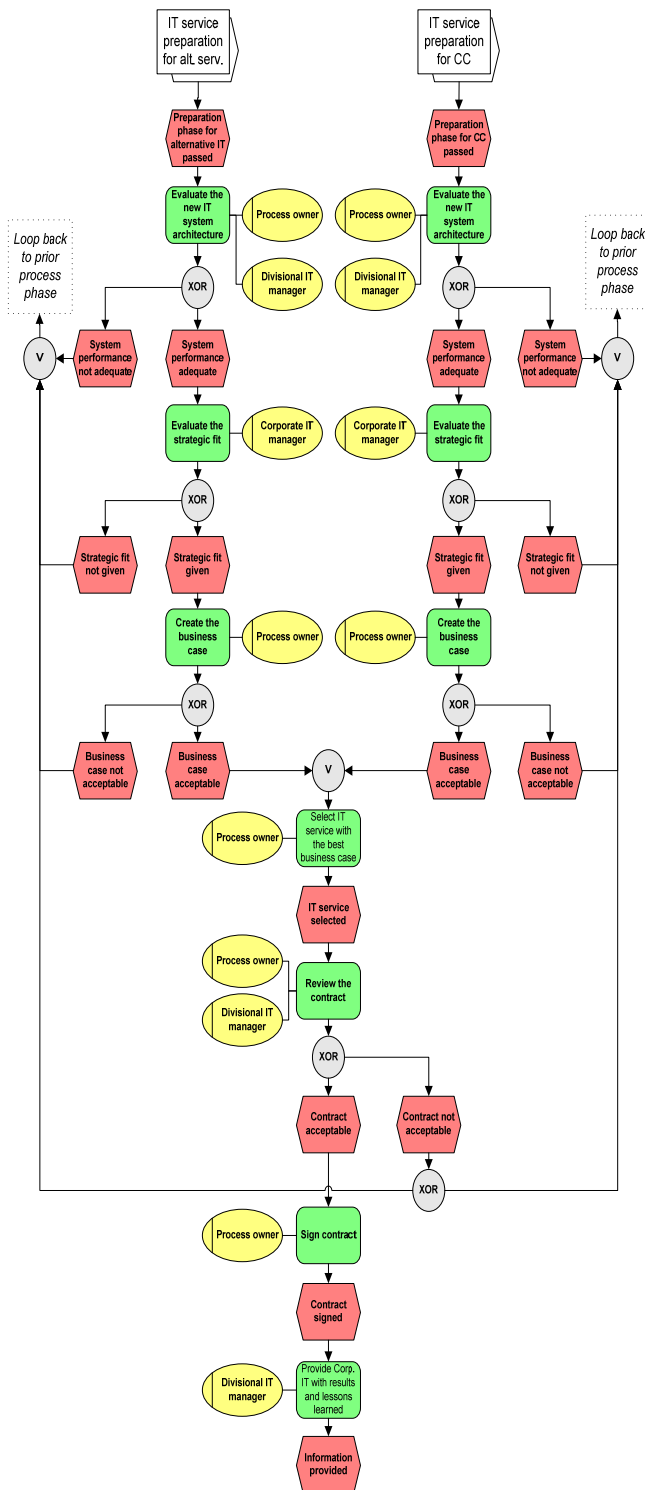 IT service
preparation
for alt. serv.
IT service
preparation
for CC
Preparation
phase for
alternative IT
passed
Preparation
phase for CC
passed
Evaluate the
new IT
system
architecture
Process owner
Process owner
Evaluate the
new IT
system
architecture
Loop back
to prior
process
phase
Loop back
to prior
process
phase
Divisional IT
manager
Divisional IT
manager
XOR
XOR
V
System
performance
not adequate
System
performance
adequate
System
performance
adequate
System
performance
not adequate
V
Evaluate the
strategic fit
Corporate IT
manager
Corporate IT
manager
Evaluate the
strategic fit
XOR
XOR
Strategic fit
not given
Strategic fit
given
Strategic fit
given
Strategic fit
not given
Create the
business
case
Process owner
Process owner
Create the
business
case
XOR
XOR
Business
case not
acceptable
Business
case
acceptable
V
Business
case
acceptable
Business
case not
acceptable
Process owner
Select IT
service with
the best
business case
IT service
selected
Process owner
Divisional IT
manager
Review the
contract
XOR
Contract
acceptable
Contract not
acceptable
XOR
Process owner
Sign contract
Contract
signed
Divisional IT
manager
Provide Corp.
IT with results
and lessons
learned
Information
provided